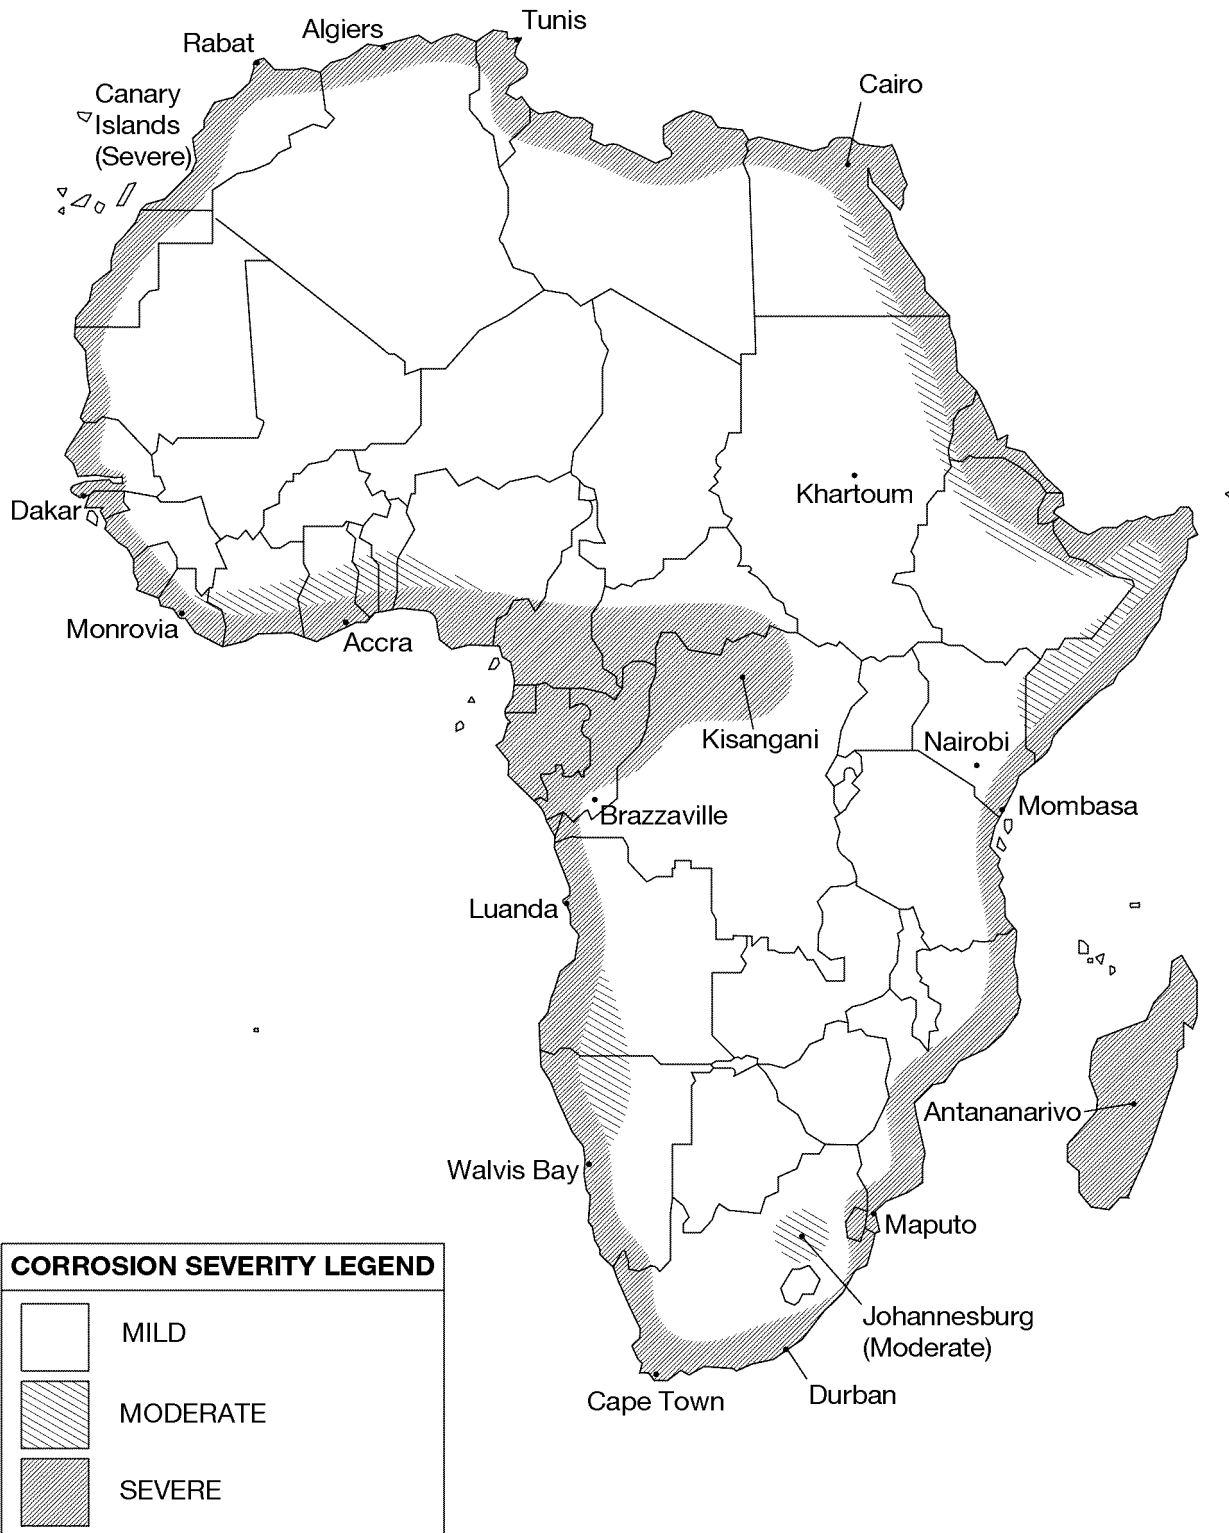 Tunis
Algiers
Rabat
Cairo
Canary
Islands
(Severe)
Khartoum
Dakar
Monrovia
Accra
Kisangani
Nairobi
Mombasa
Brazzaville
Luanda
Antananarivo
Walvis Bay
Maputo
CORROSION SEVERITY LEGEND
MILD
MODERATE
SEVERE
Johannesburg
(Moderate)
Durban
Cape Town